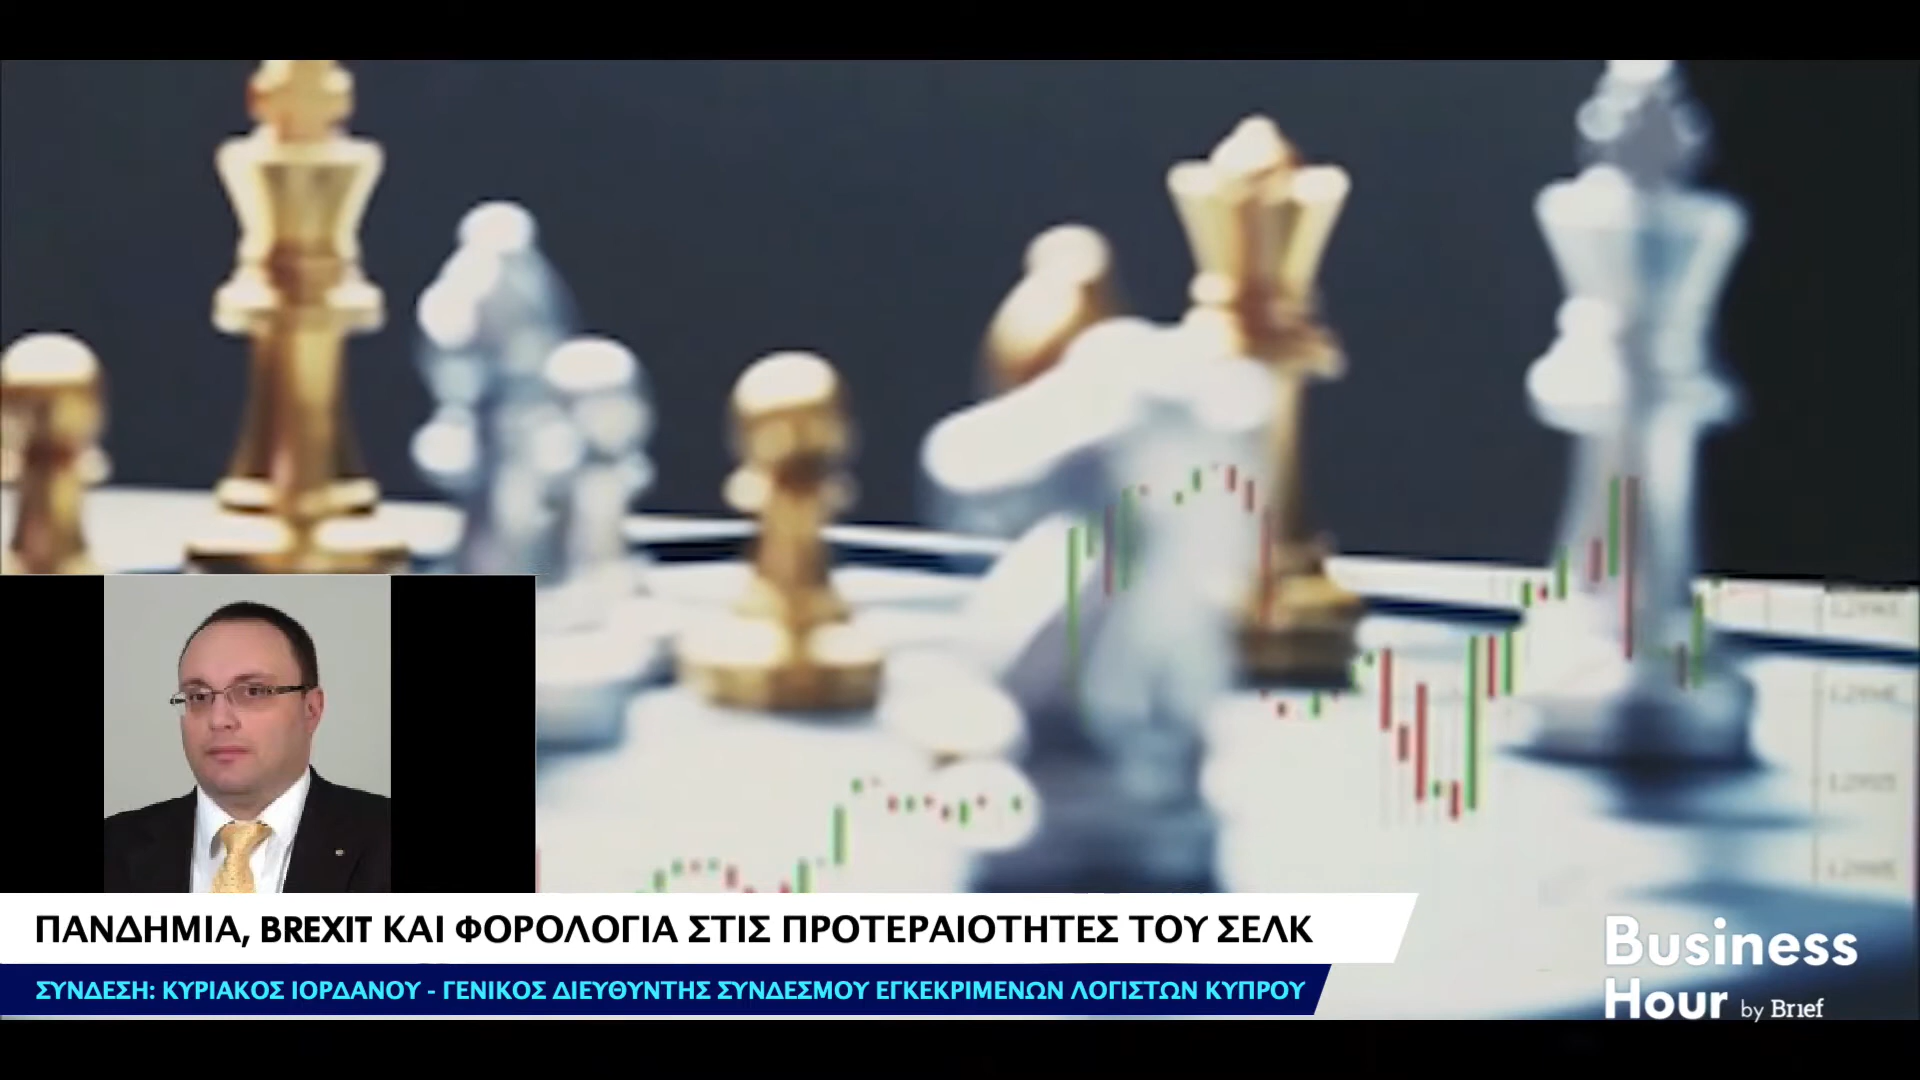 ΠΑΝΔΗΜΙΑ, BREXIT ΚΑΙ ΦΟΡΟΛΟΓΙΑ ΣΤΙΣ ΠΡΟΤΕΡΑΙΟΤΗΤΕΣ ΤΟΥ ΣΕΛΚ
ΣΥΝΔΕΣΗ: ΚΥΡΙΑΚΟΣ ΙΟΡΔΑΝΟΥ - ΓΕΝΙΚΟΣ ΔΙΕΥΘΥΝΤΗΣ ΣΥΝΔΕΣΜΟΥ ΕΓΚΕΚΡΙΜΕΝΩΝ ΛΟΓΙΣΤΩΝ ΚΥΠΡΟΥ
Business
Hour by Brief